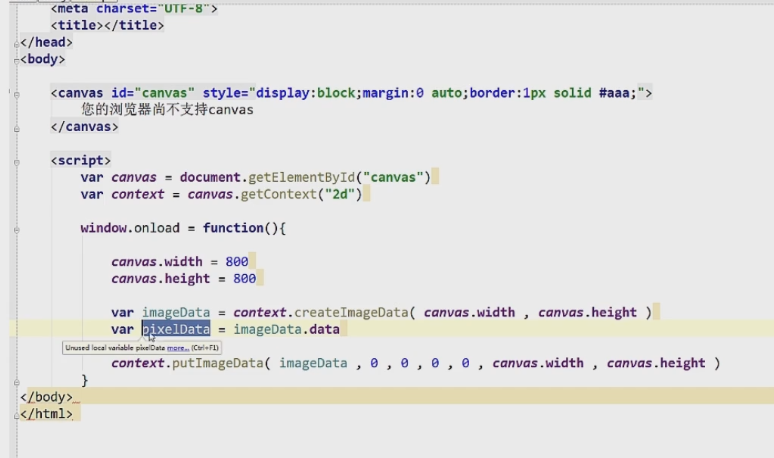 <meta charset="UTF-8">
<title></title>
</head>
<body>
<canvas id="canvas" style="display:block;margin:0 auto;border:1px solid #aaa;">
您的浏览器尚不支持canvas
</canvas>
<script>
var canvas = document.getElementById("canvas")
var context = canvas.getContext("2d")
window.onload = function(){
canvas.width = 800
canvas.height = 800
var imageData = context.createImageData( canvas.width , canvas.height )
var pixelData = imageData.data
Unused local variable pixelData more... (Ctrl+F1)
context.putImageData( imageData , 0 , 0 , 0 , 0 , canvas.width , canvas.height )
}
</body>
</html>